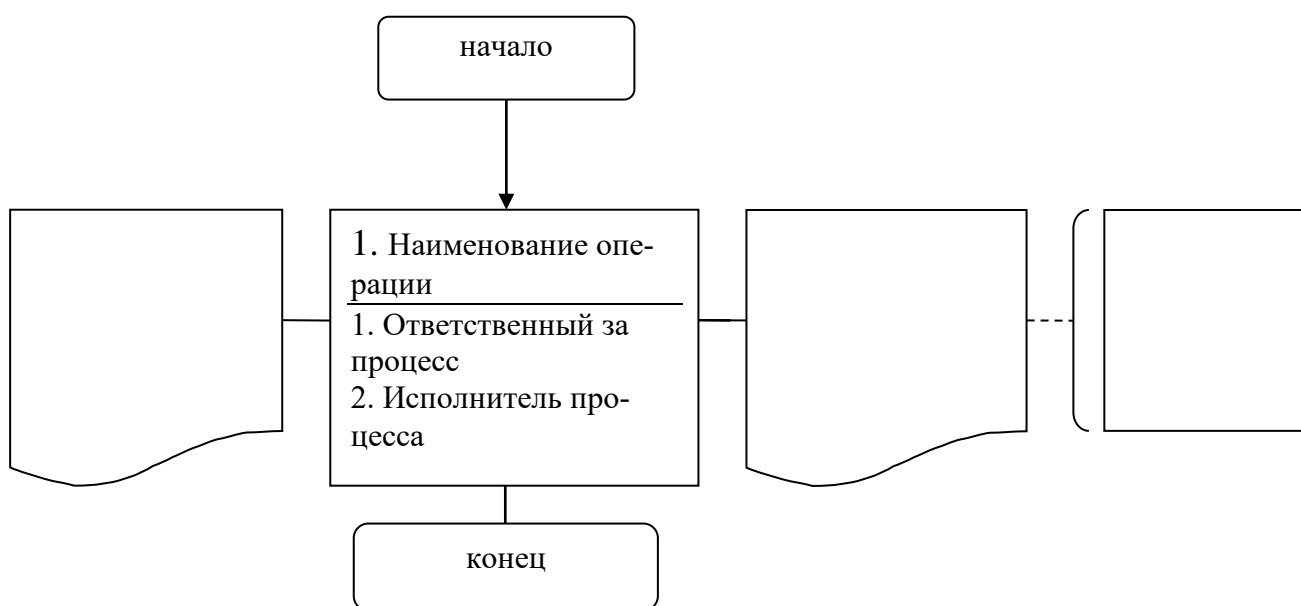 начало
1. Наименование опе-
рации
1. Ответственный за
процесс
2. Исполнитель про-
цесса
конец